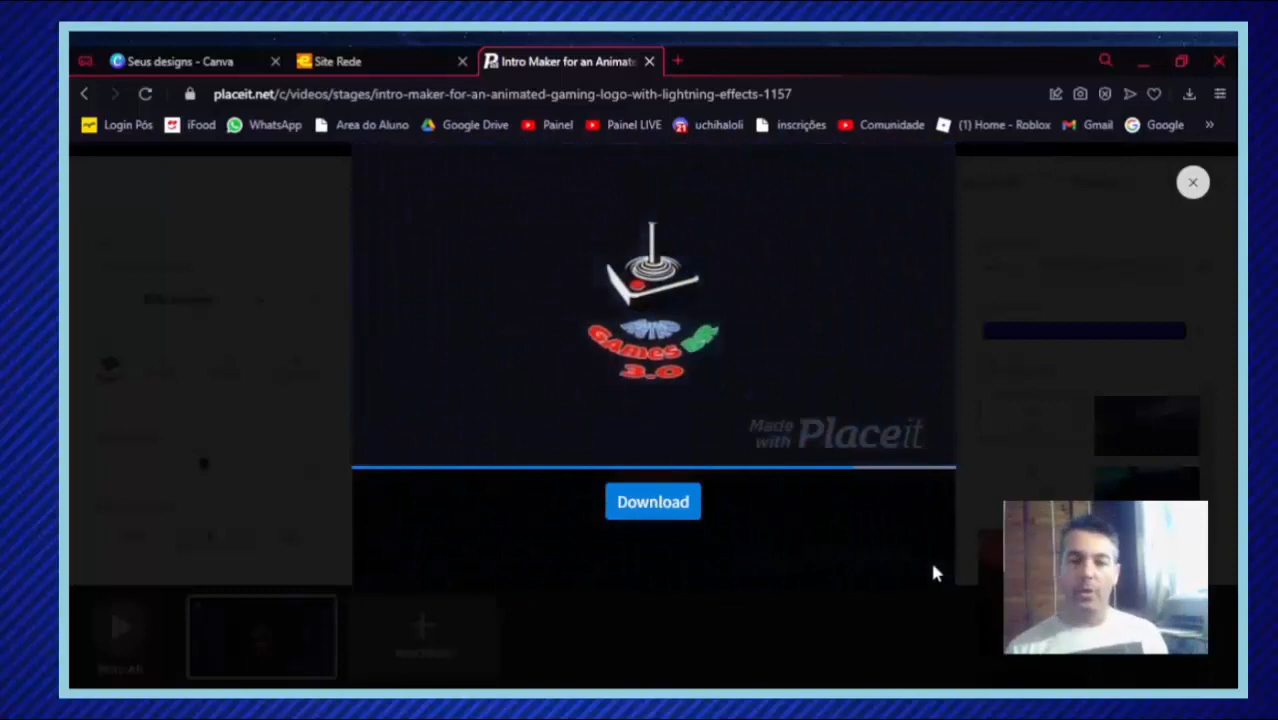 Seus designs - Canva
Site Rede
Intro Maker for an Animate
placeit.net/c/videos/stages/intro-maker-for-an-animated-gaming-logo-with-lightning-effects-1157
Login Pós
iFood
WhatsApp
Area do Aluno
Google Drive
Painel
Painel LIVE
21
uchihaloli
inscrições
Comunidade
(1) Home - Roblox
Gmail
Google
GAmes
3.0
Made
with Placeit
Download